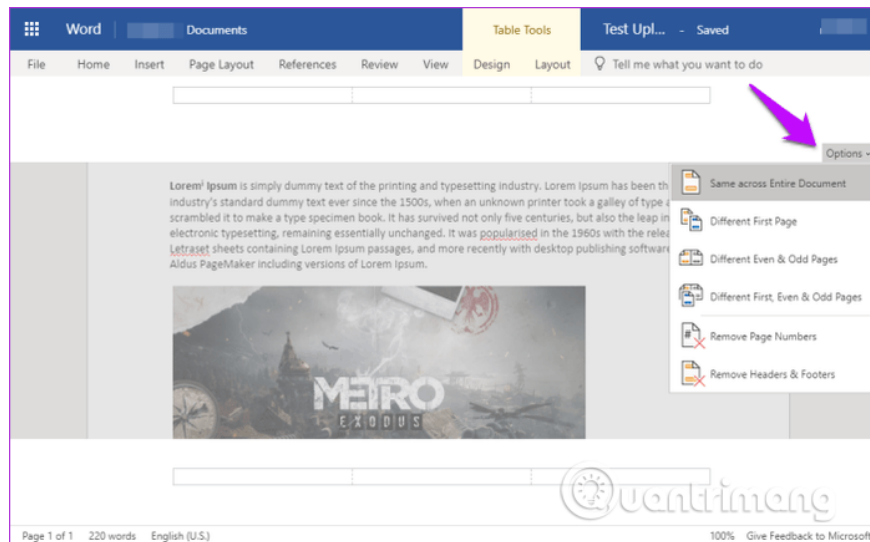 Word Documents Table Tools Test Upl... - Saved
File Home Insert Page Layout References Review View Design Layout Tell me what you want to do
Options
Lorem¹ Ipsum is simply dummy text of the printing and typesetting industry. Lorem Ipsum has been th
industry's standard dummy text ever since the 1500s, when an unknown printer took a galley of type a
scrambled it to make a type specimen book. It has survived not only five centuries, but also the leap in
electronic typesetting, remaining essentially unchanged. It was popularised in the 1960s with the relea
Letraset sheets containing Lorem Ipsum passages, and more recently with desktop publishing software
Aldus PageMaker including versions of Lorem Ipsum.
Same across Entire Document
Different First Page
Different Even & Odd Pages
Different First, Even & Odd Pages
Remove Page Numbers
Remove Headers & Footers
METRO
EXODUS
Quantrimang
Page 1 of 1 220 words English (U.S.) 100% Give Feedback to Microsoft